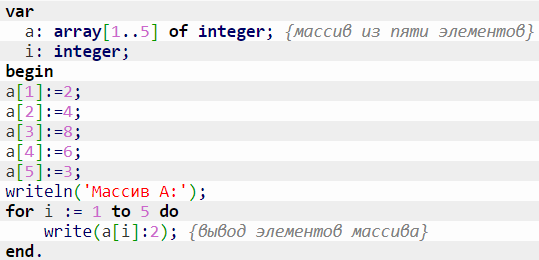 var
a: array[1..5] of integer; {массив из пяти элементов}
i: integer;
begin
a[1]:=2;
a[2]:=4;
a[3]:=8;
a[4]:=6;
a[5]:=3;
writeln('Массив A:');
for i := 1 to 5 do
write(a[i]:2); {вывод элементов массива}
end.